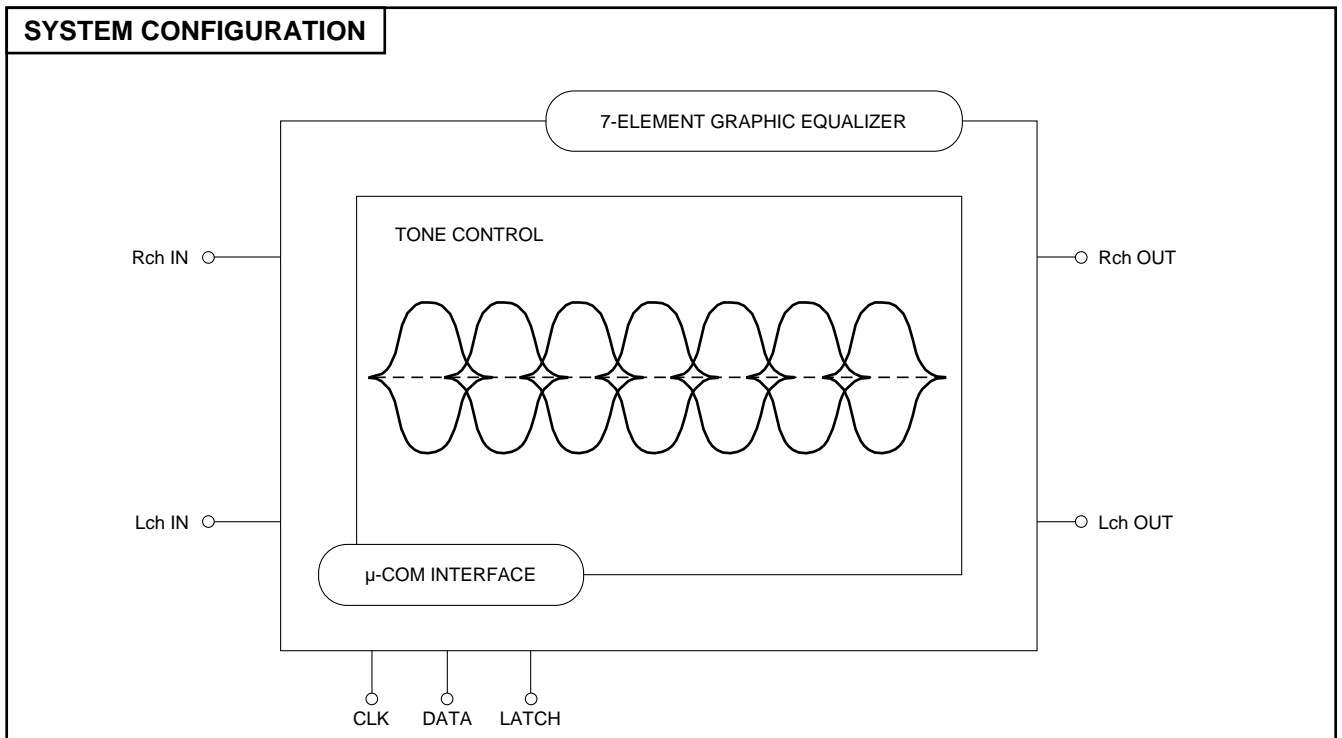 SYSTEM CONFIGURATION
7-ELEMENT GRAPHIC EQUALIZER
TONE CONTROL
Rch IN
Rch OUT
Lch IN
Lch OUT
µ-COM INTERFACE
CLK
DATA
LATCH